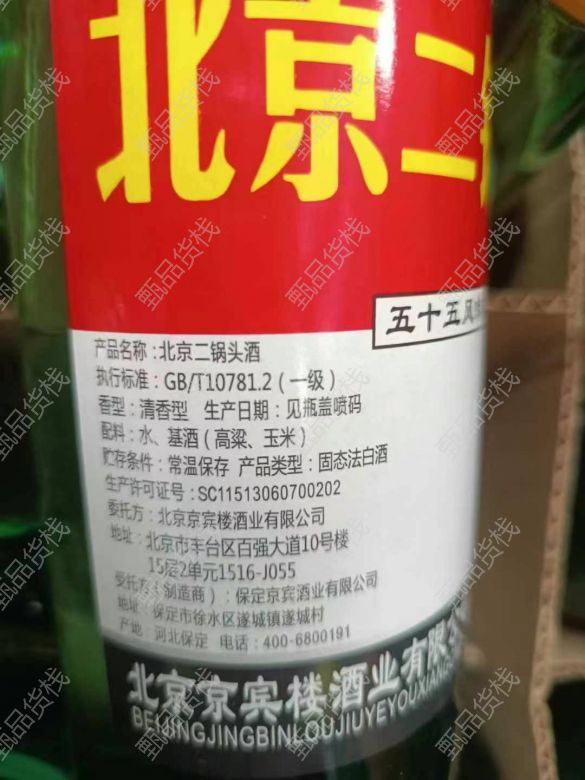 北京二
五十五风
产品名称：北京二锅头酒
执行标准：GB/T10781.2（一级）
香型：清香型 生产日期：见瓶盖喷码
配料：水、基酒（高粱、玉米）
贮存条件：常温保存 产品类型：固态法白酒
生产许可证号：SC11513060700202
委托方：北京京宾楼酒业有限公司
地址：北京市丰台区百强大道10号楼
15层2单元1516-J055
受托方（制造商）：保定京宾酒业有限公司
地址：保定市徐水区遂城镇遂城村
产地：河北保定 电话：400-6800191
北京京宾楼酒业有限公
BEIJINGJINGBINLOUJIUYEYOUXIAN
甄品货栈